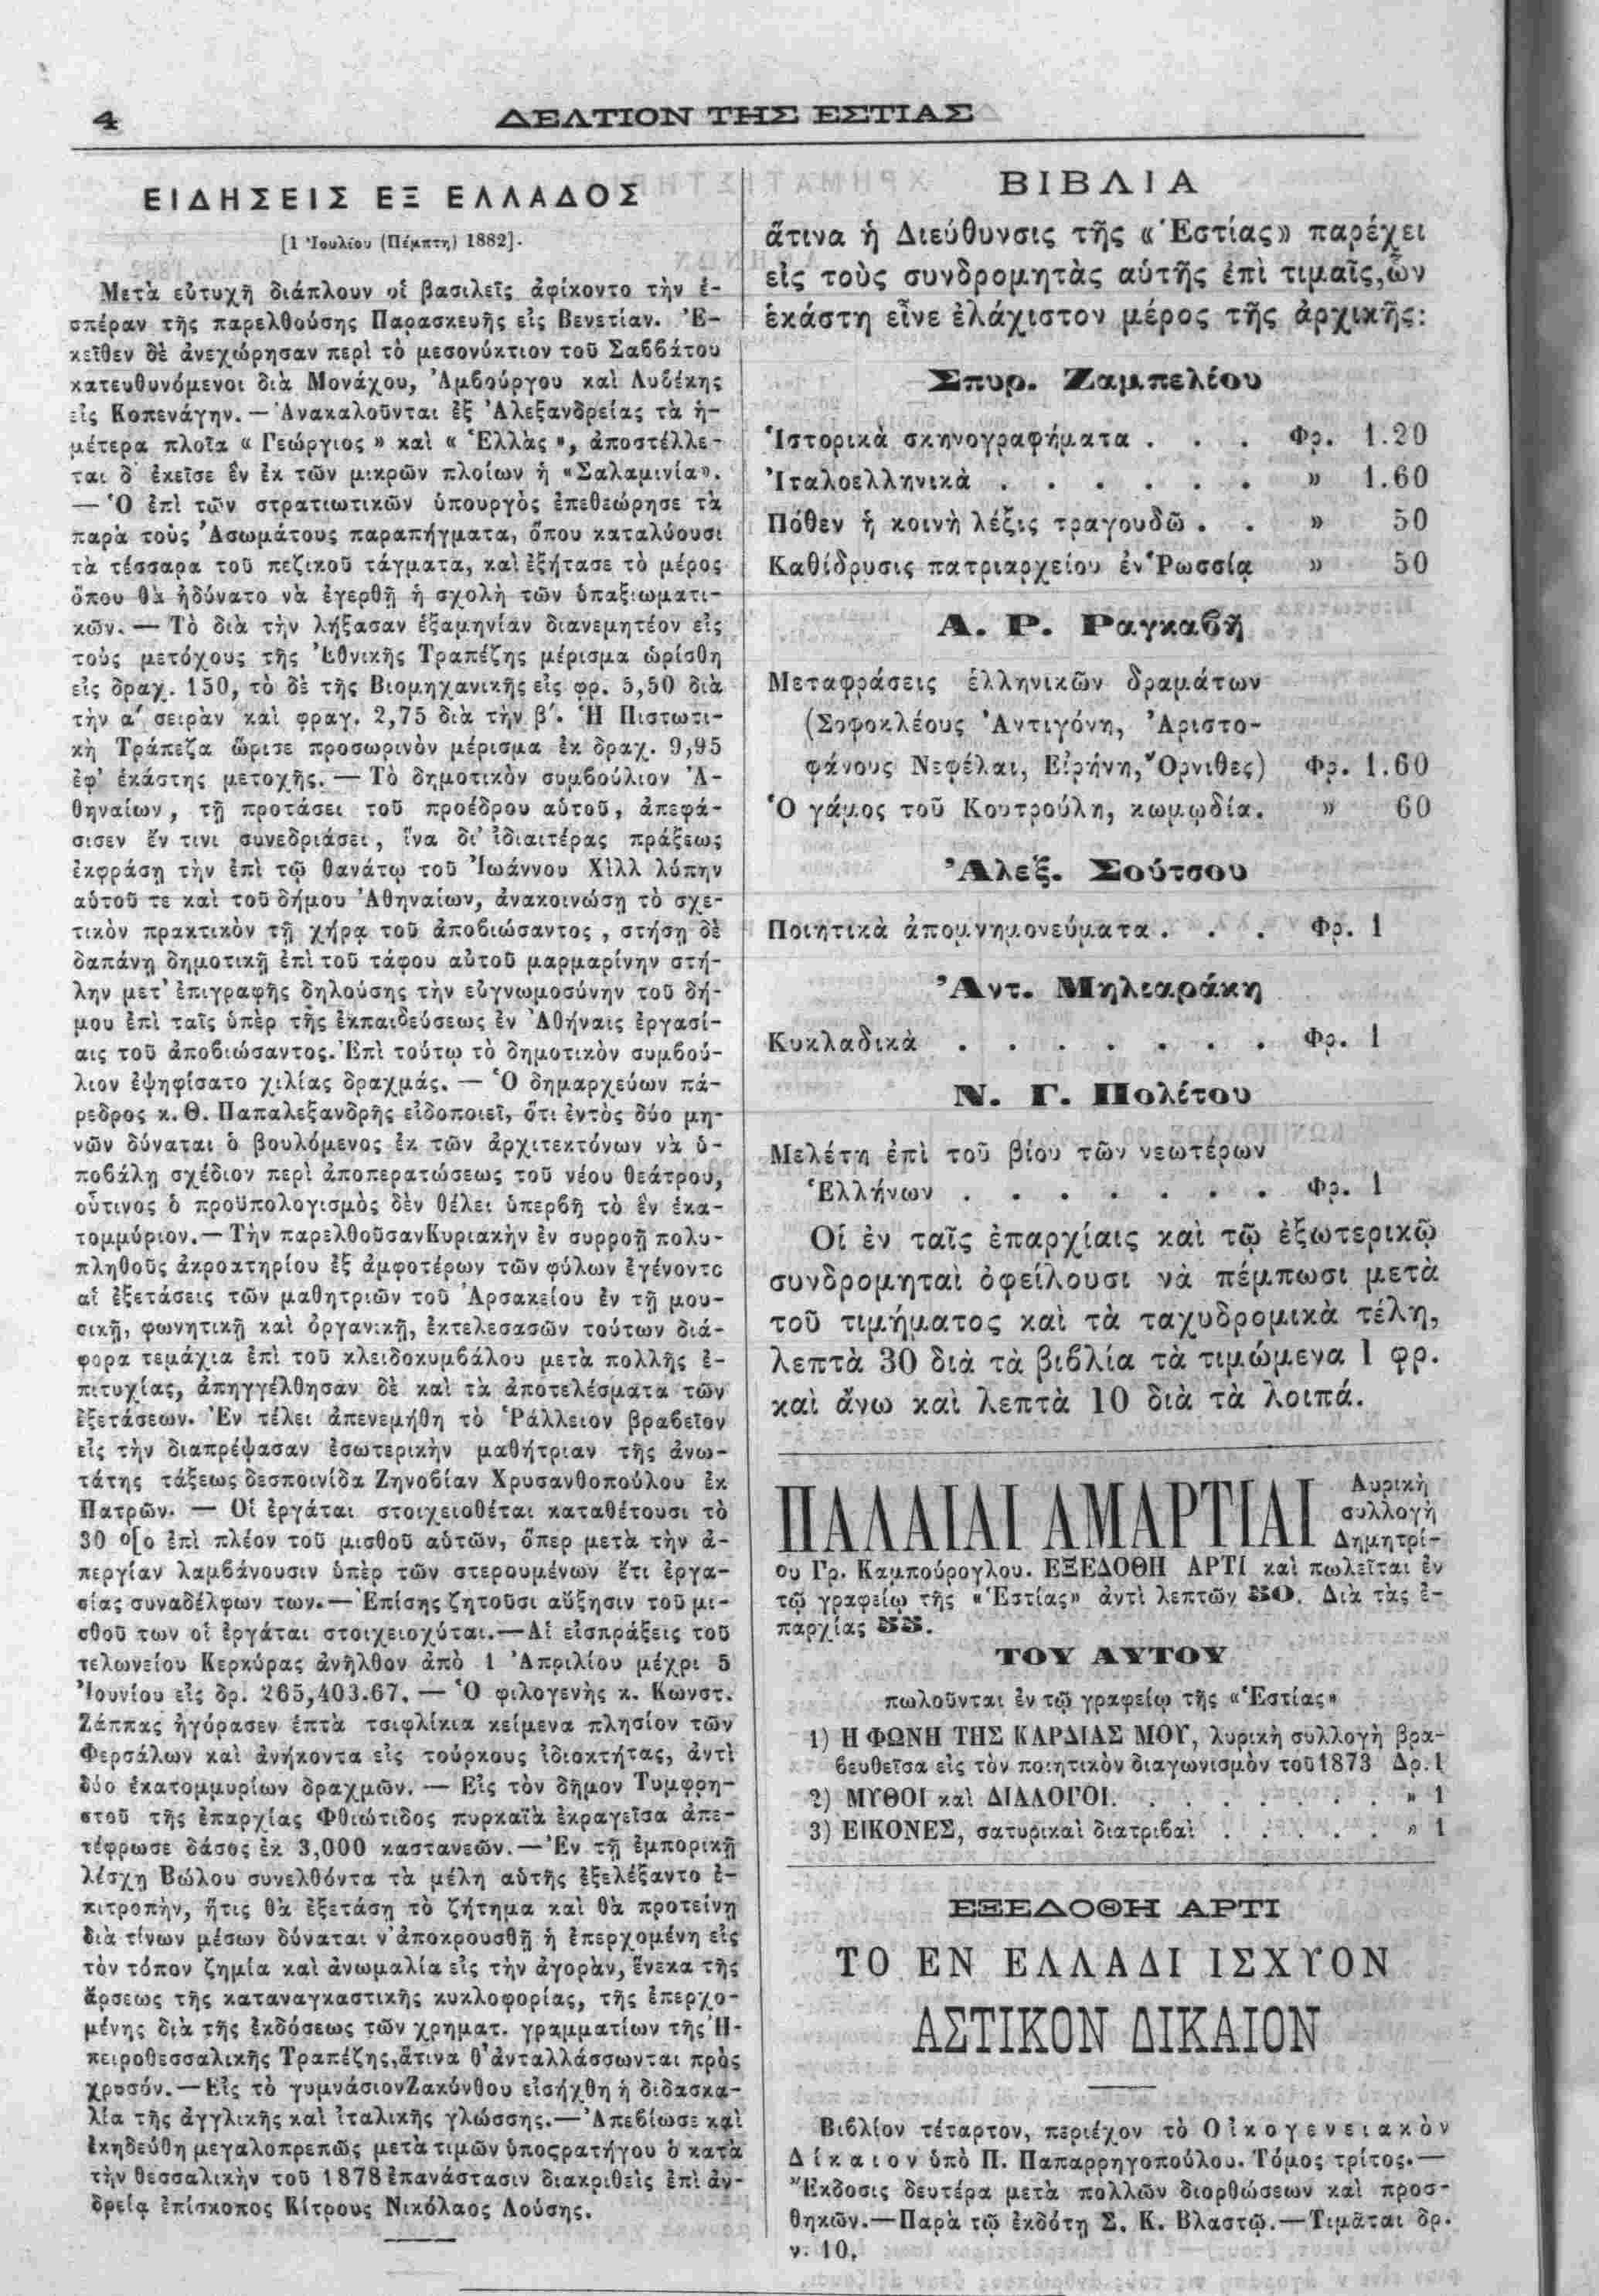 4
ΔΕΛΤΙΟΝ ΤΗΣ ΕΣΤΙΑΣ
ΕΙΔΗΣΕΙΣ ΕΞ ΕΛΛΑΔΟΣ
[1 Ἰουλίου (Πέμπτη) 1882].
Μετὰ εὐτυχῆ διάπλουν οἱ βασιλεῖς ἀφίκοντο τὴν ἑ-
σπέραν τῆς παρελθούσης Παρασκευῆς εἰς Βενετίαν. Ἐ-
κεῖθεν δὲ ἀνεχώρησαν περὶ τὸ μεσονύκτιον τοῦ Σαββάτου
κατευθυνόμενοι διὰ Μονάχου, Ἀμβούργου καὶ Λυβέκης
εἰς Κοπενάγην. — Ἀνακαλοῦνται ἐξ Ἀλεξανδρείας τὰ ἡ-
μέτερα πλοῖα « Γεώργιος » καὶ « Ἑλλὰς », ἀποστέλλε-
ται δ' ἐκεῖσε ἓν ἐκ τῶν μικρῶν πλοίων ἡ «Σαλαμινία».
— Ὁ ἐπὶ τῶν στρατιωτικῶν ὑπουργὸς ἐπεθεώρησε τὰ
παρὰ τοὺς Ἀσωμάτους παραπήγματα, ὅπου καταλύουσι
τὰ τέσσαρα τοῦ πεζικοῦ τάγματα, καὶ ἐξήτασε τὸ μέρος
ὅπου θὰ ἠδύνατο νὰ ἐγερθῇ ἡ σχολὴ τῶν ὑπαξιωματι-
κῶν. — Τὸ διὰ τὴν λήξασαν ἑξαμηνίαν διανεμητέον εἰς
τοὺς μετόχους τῆς Ἐθνικῆς Τραπέζης μέρισμα ὡρίσθη
εἰς δραχ. 150, τὸ δὲ τῆς Βιομηχανικῆς εἰς φρ. 5,50 διὰ
τὴν α' σειρὰν καὶ φραγ. 2,75 διὰ τὴν β'. Ἡ Πιστωτι-
κὴ Τράπεζα ὥρισε προσωρινὸν μέρισμα ἐκ δραχ. 9,95
ἐφ' ἑκάστης μετοχῆς. — Τὸ δημοτικὸν συμβούλιον Ἀ-
θηναίων, τῇ προτάσει τοῦ προέδρου αὑτοῦ, ἀπεφά-
σισεν ἔν τινι συνεδριάσει, ἵνα δι' ἰδιαιτέρας πράξεως
ἐκφράσῃ τὴν ἐπὶ τῷ θανάτῳ τοῦ Ἰωάννου Χὶλλ λύπην
αὑτοῦ τε καὶ τοῦ δήμου Ἀθηναίων, ἀνακοινώσῃ τὸ σχε-
τικὸν πρακτικὸν τῇ χήρᾳ τοῦ ἀποβιώσαντος, στήσῃ δὲ
δαπάνῃ δημοτικῇ ἐπὶ τοῦ τάφου αὐτοῦ μαρμαρίνην στή-
λην μετ' ἐπιγραφῆς δηλούσης τὴν εὐγνωμοσύνην τοῦ δή-
μου ἐπὶ ταῖς ὑπὲρ τῆς ἐκπαιδεύσεως ἐν Ἀθήναις ἐργασί-
αις τοῦ ἀποβιώσαντος. Ἐπὶ τούτῳ τὸ δημοτικὸν συμβού-
λιον ἐψηφίσατο χιλίας δραχμάς. — Ὁ δημαρχεύων πά-
ρεδρος κ. Θ. Παπαλεξανδρῆς εἰδοποιεῖ, ὅτι ἐντὸς δύο μη-
νῶν δύναται ὁ βουλόμενος ἐκ τῶν ἀρχιτεκτόνων νὰ ὑ-
ποβάλῃ σχέδιον περὶ ἀποπερατώσεως τοῦ νέου θεάτρου,
οὗτινος ὁ προϋπολογισμὸς δὲν θέλει ὑπερβῆ τὸ ἓν ἑκα-
τομμύριον. — Τὴν παρελθοῦσαν Κυριακὴν ἐν συρροῇ πολυ-
πληθοῦς ἀκροατηρίου ἐξ ἀμφοτέρων τῶν φύλων ἐγένοντο
αἱ ἐξετάσεις τῶν μαθητριῶν τοῦ Ἀρσακείου ἐν τῇ μου-
σικῇ, φωνητικῇ καὶ ὀργανικῇ, ἐκτελεσασῶν τούτων διά-
φορα τεμάχια ἐπὶ τοῦ κλειδοκυμβάλου μετὰ πολλῆς ἐ-
πιτυχίας, ἀπηγγέλθησαν δὲ καὶ τὰ ἀποτελέσματα τῶν
ἐξετάσεων. Ἐν τέλει ἀπενεμήθη τὸ Ῥάλλειον βραβεῖον
εἰς τὴν διαπρέψασαν ἐσωτερικὴν μαθήτριαν τῆς ἀνω-
τάτης τάξεως δεσποινίδα Ζηνοβίαν Χρυσανθοπούλου ἐκ
Πατρῶν. — Οἱ ἐργάται στοιχειοθέται καταθέτουσι τὸ
30 ο[ο ἐπὶ πλέον τοῦ μισθοῦ αὑτῶν, ὅπερ μετὰ τὴν ἀ-
περγίαν λαμβάνουσιν ὑπὲρ τῶν στερουμένων ἔτι ἐργα-
σίας συναδέλφων των. — Ἐπίσης ζητοῦσι αὔξησιν τοῦ μι-
σθοῦ των οἱ ἐργάται στοιχειοχύται. — Αἱ εἰσπράξεις τοῦ
τελωνείου Κερκύρας ἀνῆλθον ἀπὸ 1 Ἀπριλίου μέχρι 5
Ἰουνίου εἰς δρ. 265,403.67. — Ὁ φιλογενὴς κ. Κωνστ.
Ζάππας ἠγόρασεν ἑπτὰ τσιφλίκια κείμενα πλησίον τῶν
Φερσάλων καὶ ἀνήκοντα εἰς τούρκους ἰδιοκτήτας, ἀντὶ
δύο ἑκατομμυρίων δραχμῶν. — Εἰς τὸν δῆμον Τυμφρη-
στοῦ τῆς ἐπαρχίας Φθιώτιδος πυρκαϊὰ ἐκραγεῖσα ἀπε-
τέφρωσε δάσος ἐκ 3,000 καστανεῶν. — Ἐν τῇ ἐμπορικῇ
λέσχῃ Βώλου συνελθόντα τὰ μέλη αὐτῆς ἐξελέξαντο ἐ-
πιτροπὴν, ἥτις θὰ ἐξετάσῃ τὸ ζήτημα καὶ θὰ προτείνῃ
διὰ τίνων μέσων δύναται ν' ἀποκρουσθῇ ἡ ἐπερχομένη εἰς
τὸν τόπον ζημία καὶ ἀνωμαλία εἰς τὴν ἀγορὰν, ἕνεκα τῆς
ἄρσεως τῆς καταναγκαστικῆς κυκλοφορίας, τῆς ἐπερχο-
μένης διὰ τῆς ἐκδόσεως τῶν χρηματ. γραμματίων τῆς Ἠ-
πειροθεσσαλικῆς Τραπέζης, ἅτινα θ' ἀνταλλάσσωνται πρὸς
χρυσόν. — Εἰς τὸ γυμνάσιον Ζακύνθου εἰσήχθη ἡ διδασκα-
λία τῆς ἀγγλικῆς καὶ ἰταλικῆς γλώσσης. — Ἀπεβίωσε καὶ
ἐκηδεύθη μεγαλοπρεπῶς μετὰ τιμῶν ὑποστρατήγου ὁ κατὰ
τὴν θεσσαλικὴν τοῦ 1878 ἐπανάστασιν διακριθεὶς ἐπὶ ἀν-
δρείᾳ ἐπίσκοπος Κίτρους Νικόλαος Λούσης.
ΒΙΒΛΙΑ
ἅτινα ἡ Διεύθυνσις τῆς «Ἑστίας» παρέχει
εἰς τοὺς συνδρομητὰς αὑτῆς ἐπὶ τιμαῖς, ὧν
ἑκάστη εἶνε ἐλάχιστον μέρος τῆς ἀρχικῆς:
Σπυρ. Ζαμπελίου
Ἱστορικὰ σκηνογραφήματα . . . Φρ. 1.20
Ἰταλοελληνικὰ . . . . . . » 1.60
Πόθεν ἡ κοινὴ λέξις τραγουδῶ . . » 50
Καθίδρυσις πατριαρχείου ἐν Ῥωσσίᾳ » 50
Α. Ρ. Ραγκαβῆ
Μεταφράσεις ἑλληνικῶν δραμάτων
(Σοφοκλέους Ἀντιγόνη, Ἀριστο-
φάνους Νεφέλαι, Εἰρήνη, Ὄρνιθες) Φρ. 1.60
Ὁ γάμος τοῦ Κουτρούλη, κωμῳδία. » 60
Ἀλεξ. Σούτσου
Ποιητικὰ ἀπομνημονεύματα . . . Φρ. 1
Ἀντ. Μηλιαράκη
Κυκλαδικὰ . . . . . . . Φρ. 1
Ν. Γ. Πολίτου
Μελέτη ἐπὶ τοῦ βίου τῶν νεωτέρων
Ἑλλήνων . . . . . . . Φρ. 1
Οἱ ἐν ταῖς ἐπαρχίαις καὶ τῷ ἐξωτερικῷ
συνδρομηταὶ ὀφείλουσι νὰ πέμπωσι μετὰ
τοῦ τιμήματος καὶ τὰ ταχυδρομικὰ τέλη,
λεπτὰ 30 διὰ τὰ βιβλία τὰ τιμώμενα 1 φρ.
καὶ ἄνω καὶ λεπτὰ 10 διὰ τὰ λοιπά.
ΠΑΛΑΙΑΙ ΑΜΑΡΤΙΑΙ Λυρικὴ
συλλογὴ
Δημητρί-
ου Γρ. Καμπούρογλου. ΕΞΕΔΟΘΗ ΑΡΤΙ καὶ πωλεῖται ἐν
τῷ γραφείῳ τῆς «Ἑστίας» ἀντὶ λεπτῶν 50. Διὰ τὰς ἐ-
παρχίας 55.
ΤΟΥ ΑΥΤΟΥ
πωλοῦνται ἐν τῷ γραφείῳ τῆς «Ἑστίας»
1) Η ΦΩΝΗ ΤΗΣ ΚΑΡΔΙΑΣ ΜΟΥ, λυρικὴ συλλογὴ βρα-
βευθεῖσα εἰς τὸν ποιητικὸν διαγωνισμὸν τοῦ 1873 Δρ. 1
2) ΜΥΘΟΙ καὶ ΔΙΑΛΟΓΟΙ. . . . . . . . » 1
3) ΕΙΚΟΝΕΣ, σατυρικαὶ διατριβαὶ . . . . . » 1
ΕΞΕΔΟΘΗ ΑΡΤΙ
ΤΟ ΕΝ ΕΛΛΑΔΙ ΙΣΧΥΟΝ
ΑΣΤΙΚΟΝ ΔΙΚΑΙΟΝ
Βιβλίον τέταρτον, περιέχον τὸ Οἰκογενειακὸν
Δίκαιον ὑπὸ Π. Παπαρρηγοπούλου. Τόμος τρίτος. —
Ἔκδοσις δευτέρα μετὰ πολλῶν διορθώσεων καὶ προσ-
θηκῶν. — Παρὰ τῷ ἐκδότῃ Σ. Κ. Βλαστῷ. — Τιμᾶται δρ.
ν. 10.